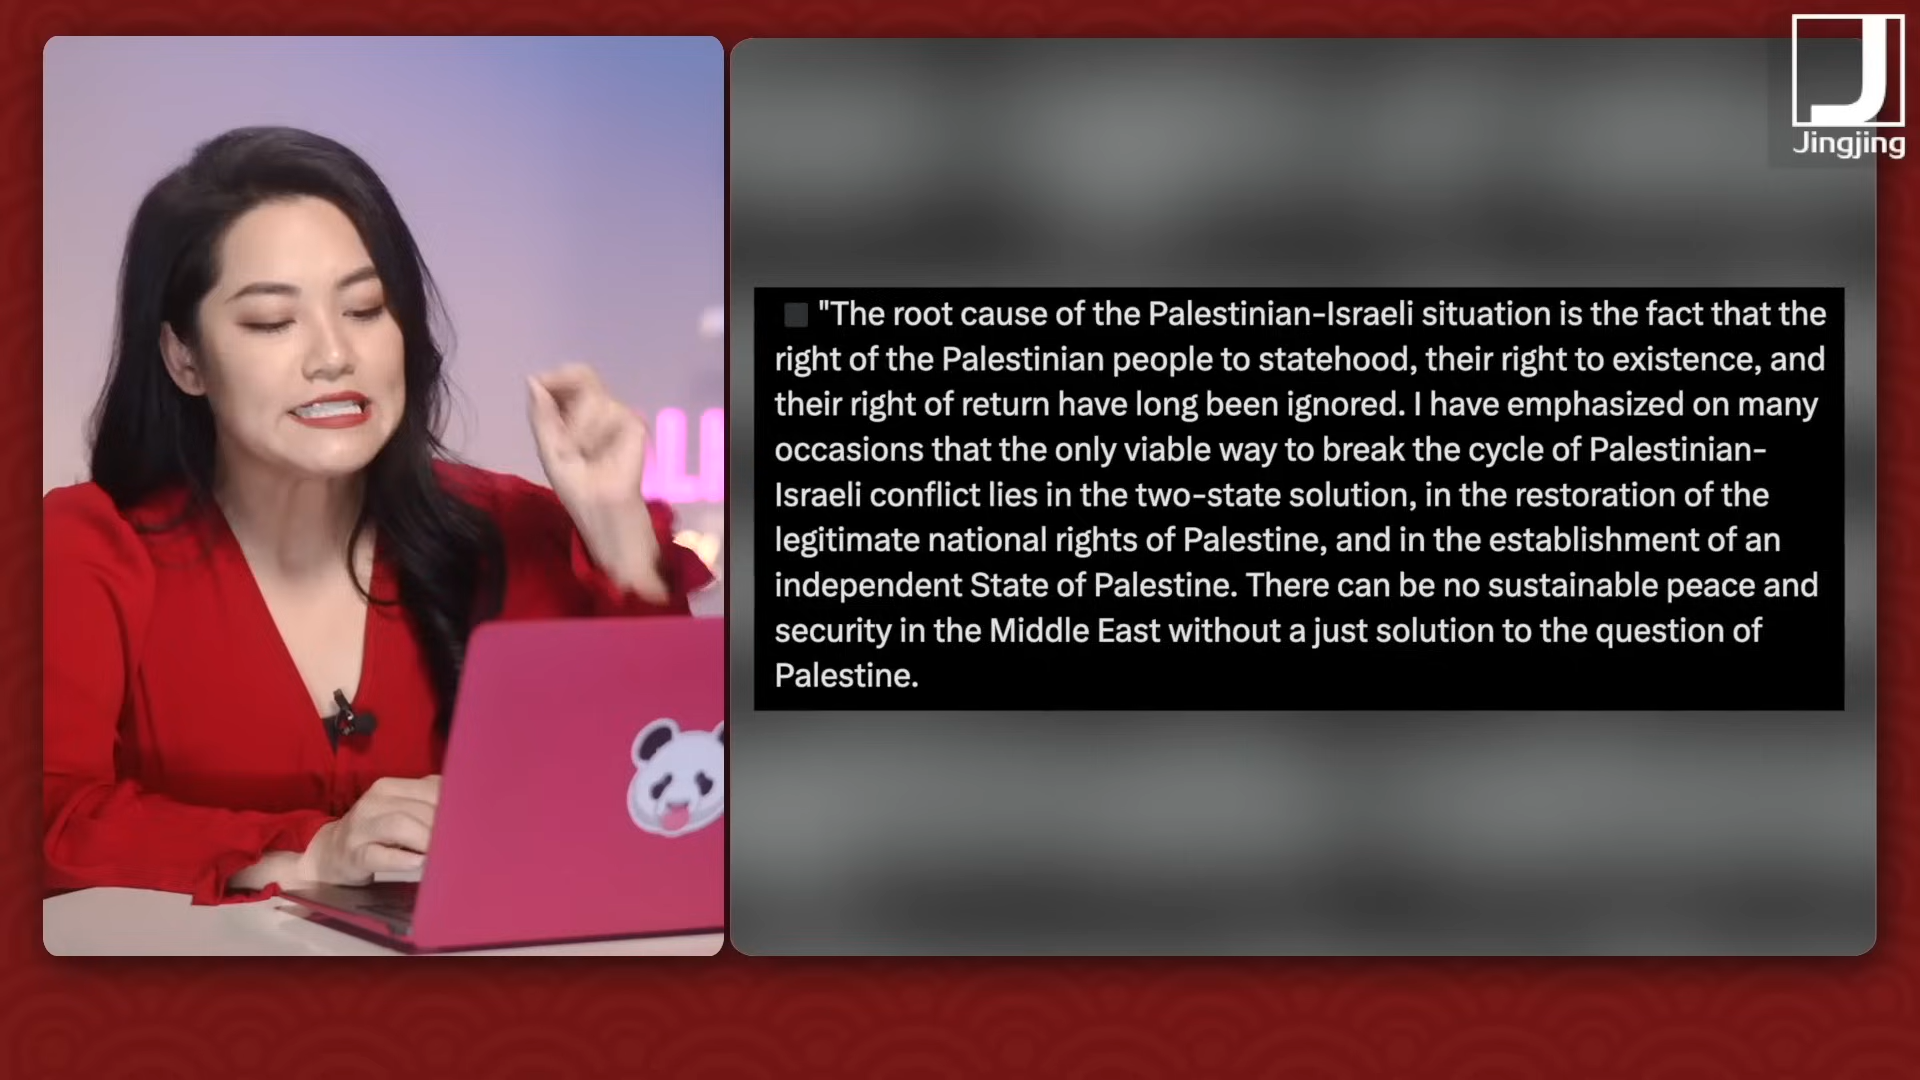 Jingjing
"The root cause of the Palestinian-Israeli situation is the fact that the
right of the Palestinian people to statehood, their right to existence, and
their right of return have long been ignored. I have emphasized on many
occasions that the only viable way to break the cycle of Palestinian-
Israeli conflict lies in the two-state solution, in the restoration of the
legitimate national rights of Palestine, and in the establishment of an
independent State of Palestine. There can be no sustainable peace and
security in the Middle East without a just solution to the question of
Palestine.